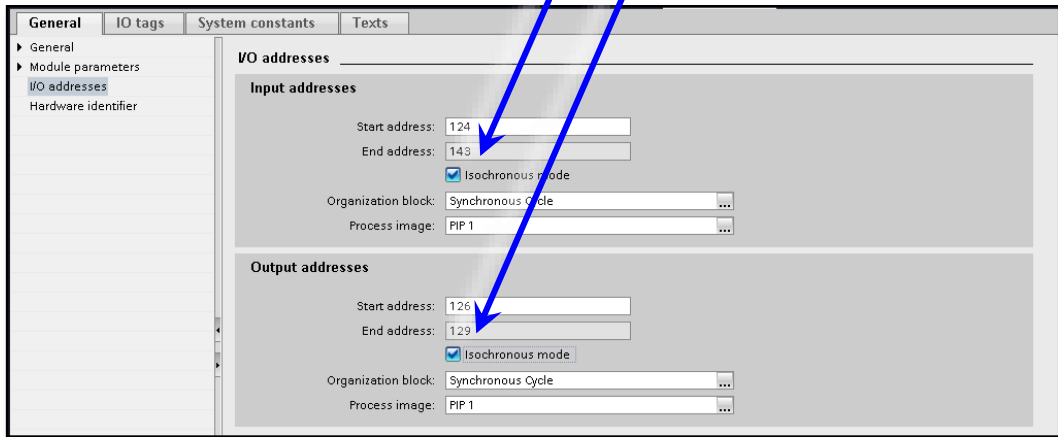 General IO tags System constants Texts
General
Module parameters
I/O addresses
Hardware identifier
I/O addresses
Input addresses
Start address: 124
End address: 143
Isochronous mode
Organization block: Synchronous Cycle ...
Process image: PIP 1 ...
Output addresses
Start address: 126
End address: 129
Isochronous mode
Organization block: Synchronous Cycle ...
Process image: PIP 1 ...